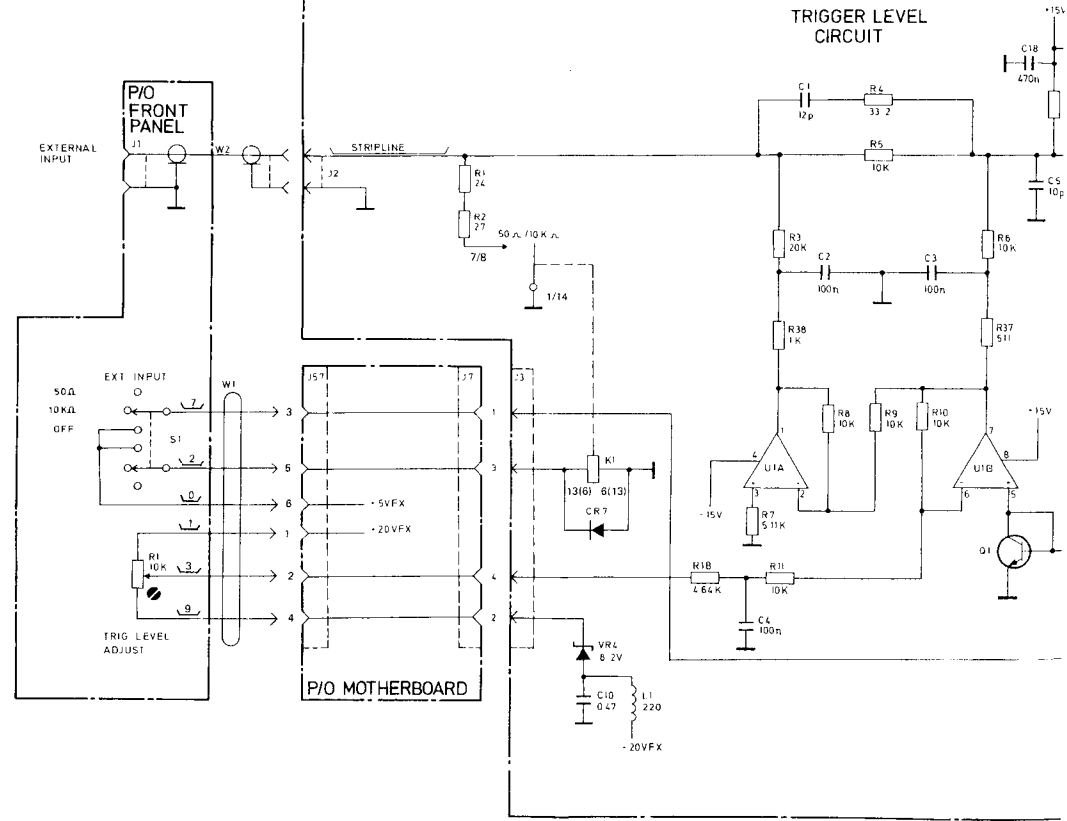 TRIGGER LEVEL
CIRCUIT
+15V
C18
470n
P/O
FRONT
PANEL
EXTERNAL
INPUT
J1
W2
STRIPLINE
J2
C1
12p
R4
33 2
R5
10K
C5
10p
R1
24
R2
27
50Ω/10KΩ
7/8
1/14
R3
20K
C2
100n
C3
100n
R6
10K
R38
1K
R37
511
EXT INPUT
50Ω
10KΩ
OFF
S1
7
2
0
1
3
9
R1
10K
TRIG LEVEL
ADJUST
W1
J57
3
5
6
1
2
4
+5VFX
+20VFX
J7
1
3
4
2
J3
P/O MOTHERBOARD
K1
13(6)
6(13)
CR7
R8
10K
R9
10K
R10
10K
1
4
U1A
3
2
-15V
R7
5.11K
7
8
U1B
6
5
+15V
Q1
R18
4.64K
R11
10K
C4
100n
VR4
8.2V
C10
0.47
L1
220
-20VFX